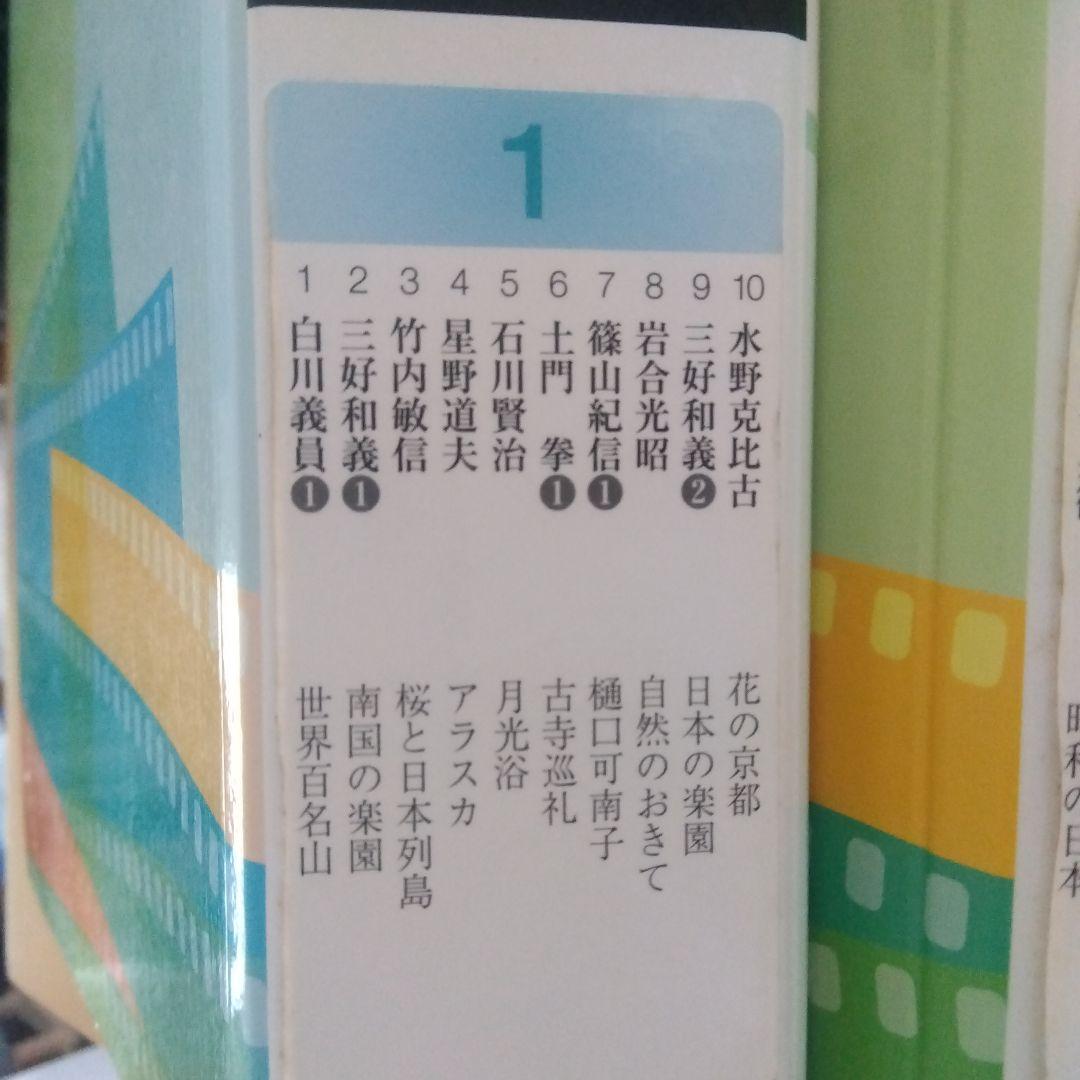 1
1 白川義員❶ 世界百名山
2 三好和義❶ 南国の楽園
3 竹内敏信 桜と日本列島
4 星野道夫 アラスカ
5 石川賢治 月光浴
6 土門 拳❶ 古寺巡礼
7 篠山紀信❶ 樋口可南子
8 岩合光昭 自然のおきて
9 三好和義❷ 日本の楽園
10 水野克比古 花の京都
昭和の日本